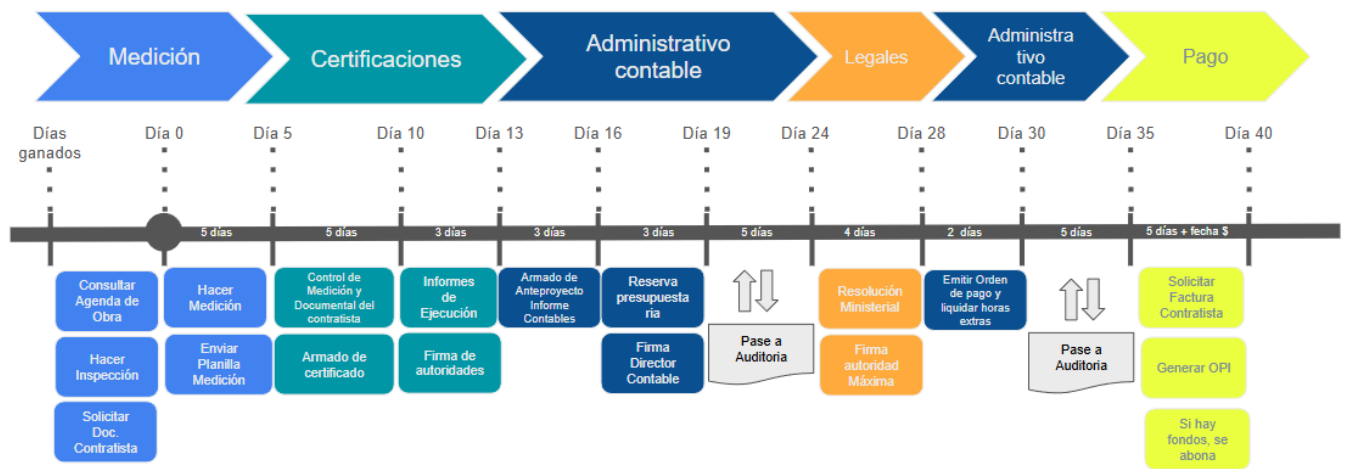 Medición
Certificaciones
Administrativo
contable
Legales
Administra
tivo
contable
Pago
Días
ganados
Día 0
Día 5
Día 10
Día 13
Día 16
Día 19
Día 24
Día 28
Día 30
Día 35
Día 40
5 días
5 días
3 días
3 días
3 días
5 días
4 días
2 días
5 días
5 días + fecha $
Consultar
Agenda de
Obra
Hacer
Inspección
Solicitar
Doc.
Contratista
Hacer
Medición
Enviar
Planilla
Medición
Control de
Medición y
Documental del
contratista
Armado de
certificado
Informes
de
Ejecución
Firma de
autoridades
Armado de
Anteproyecto
Informe
Contables
Reserva
presupuesta
ria
Firma
Director
Contable
Pase a
Auditoria
Resolución
Ministerial
Firma
autoridad
Máxima
Emitir Orden
de pago y
liquidar horas
extras
Pase a
Auditoria
Solicitar
Factura
Contratista
Generar OPI
Si hay
fondos, se
abona